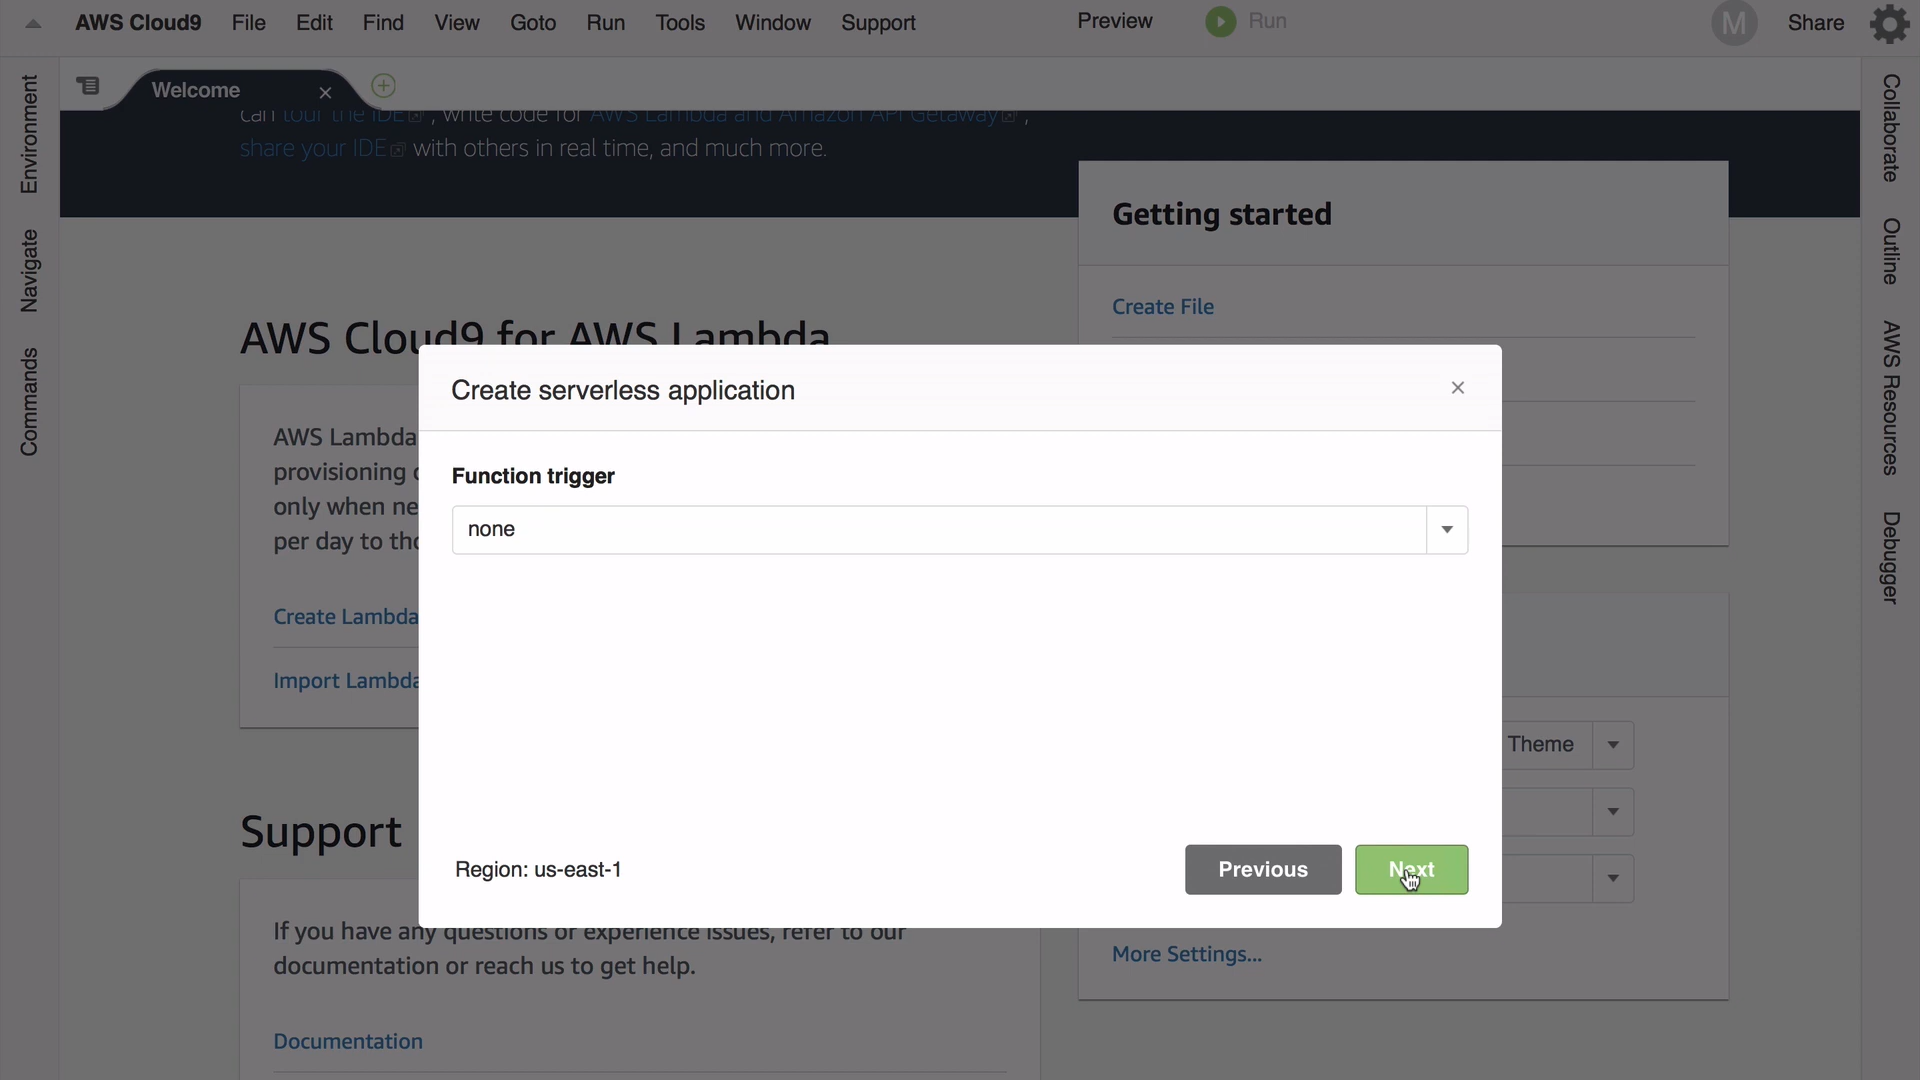 AWS Cloud9 File Edit Find View Goto Run Tools Window Support Preview Run M Share
Welcome
can tour the IDE, write code for AWS Lambda and Amazon API Getaway,
share your IDE with others in real time, and much more.
Environment
Navigate
Commands
Collaborate
Outline
AWS Resources
Debugger
Getting started
Create File
AWS Cloud9 for AWS Lambda
AWS Lambda
provisioning
only when
per day to
Create Lambda
Import Lambda
Create serverless application
Function trigger
none
Region: us-east-1
Previous
Next
Theme
More Settings...
Support
If you have any questions or experience issues, refer to our
documentation or reach us to get help.
Documentation